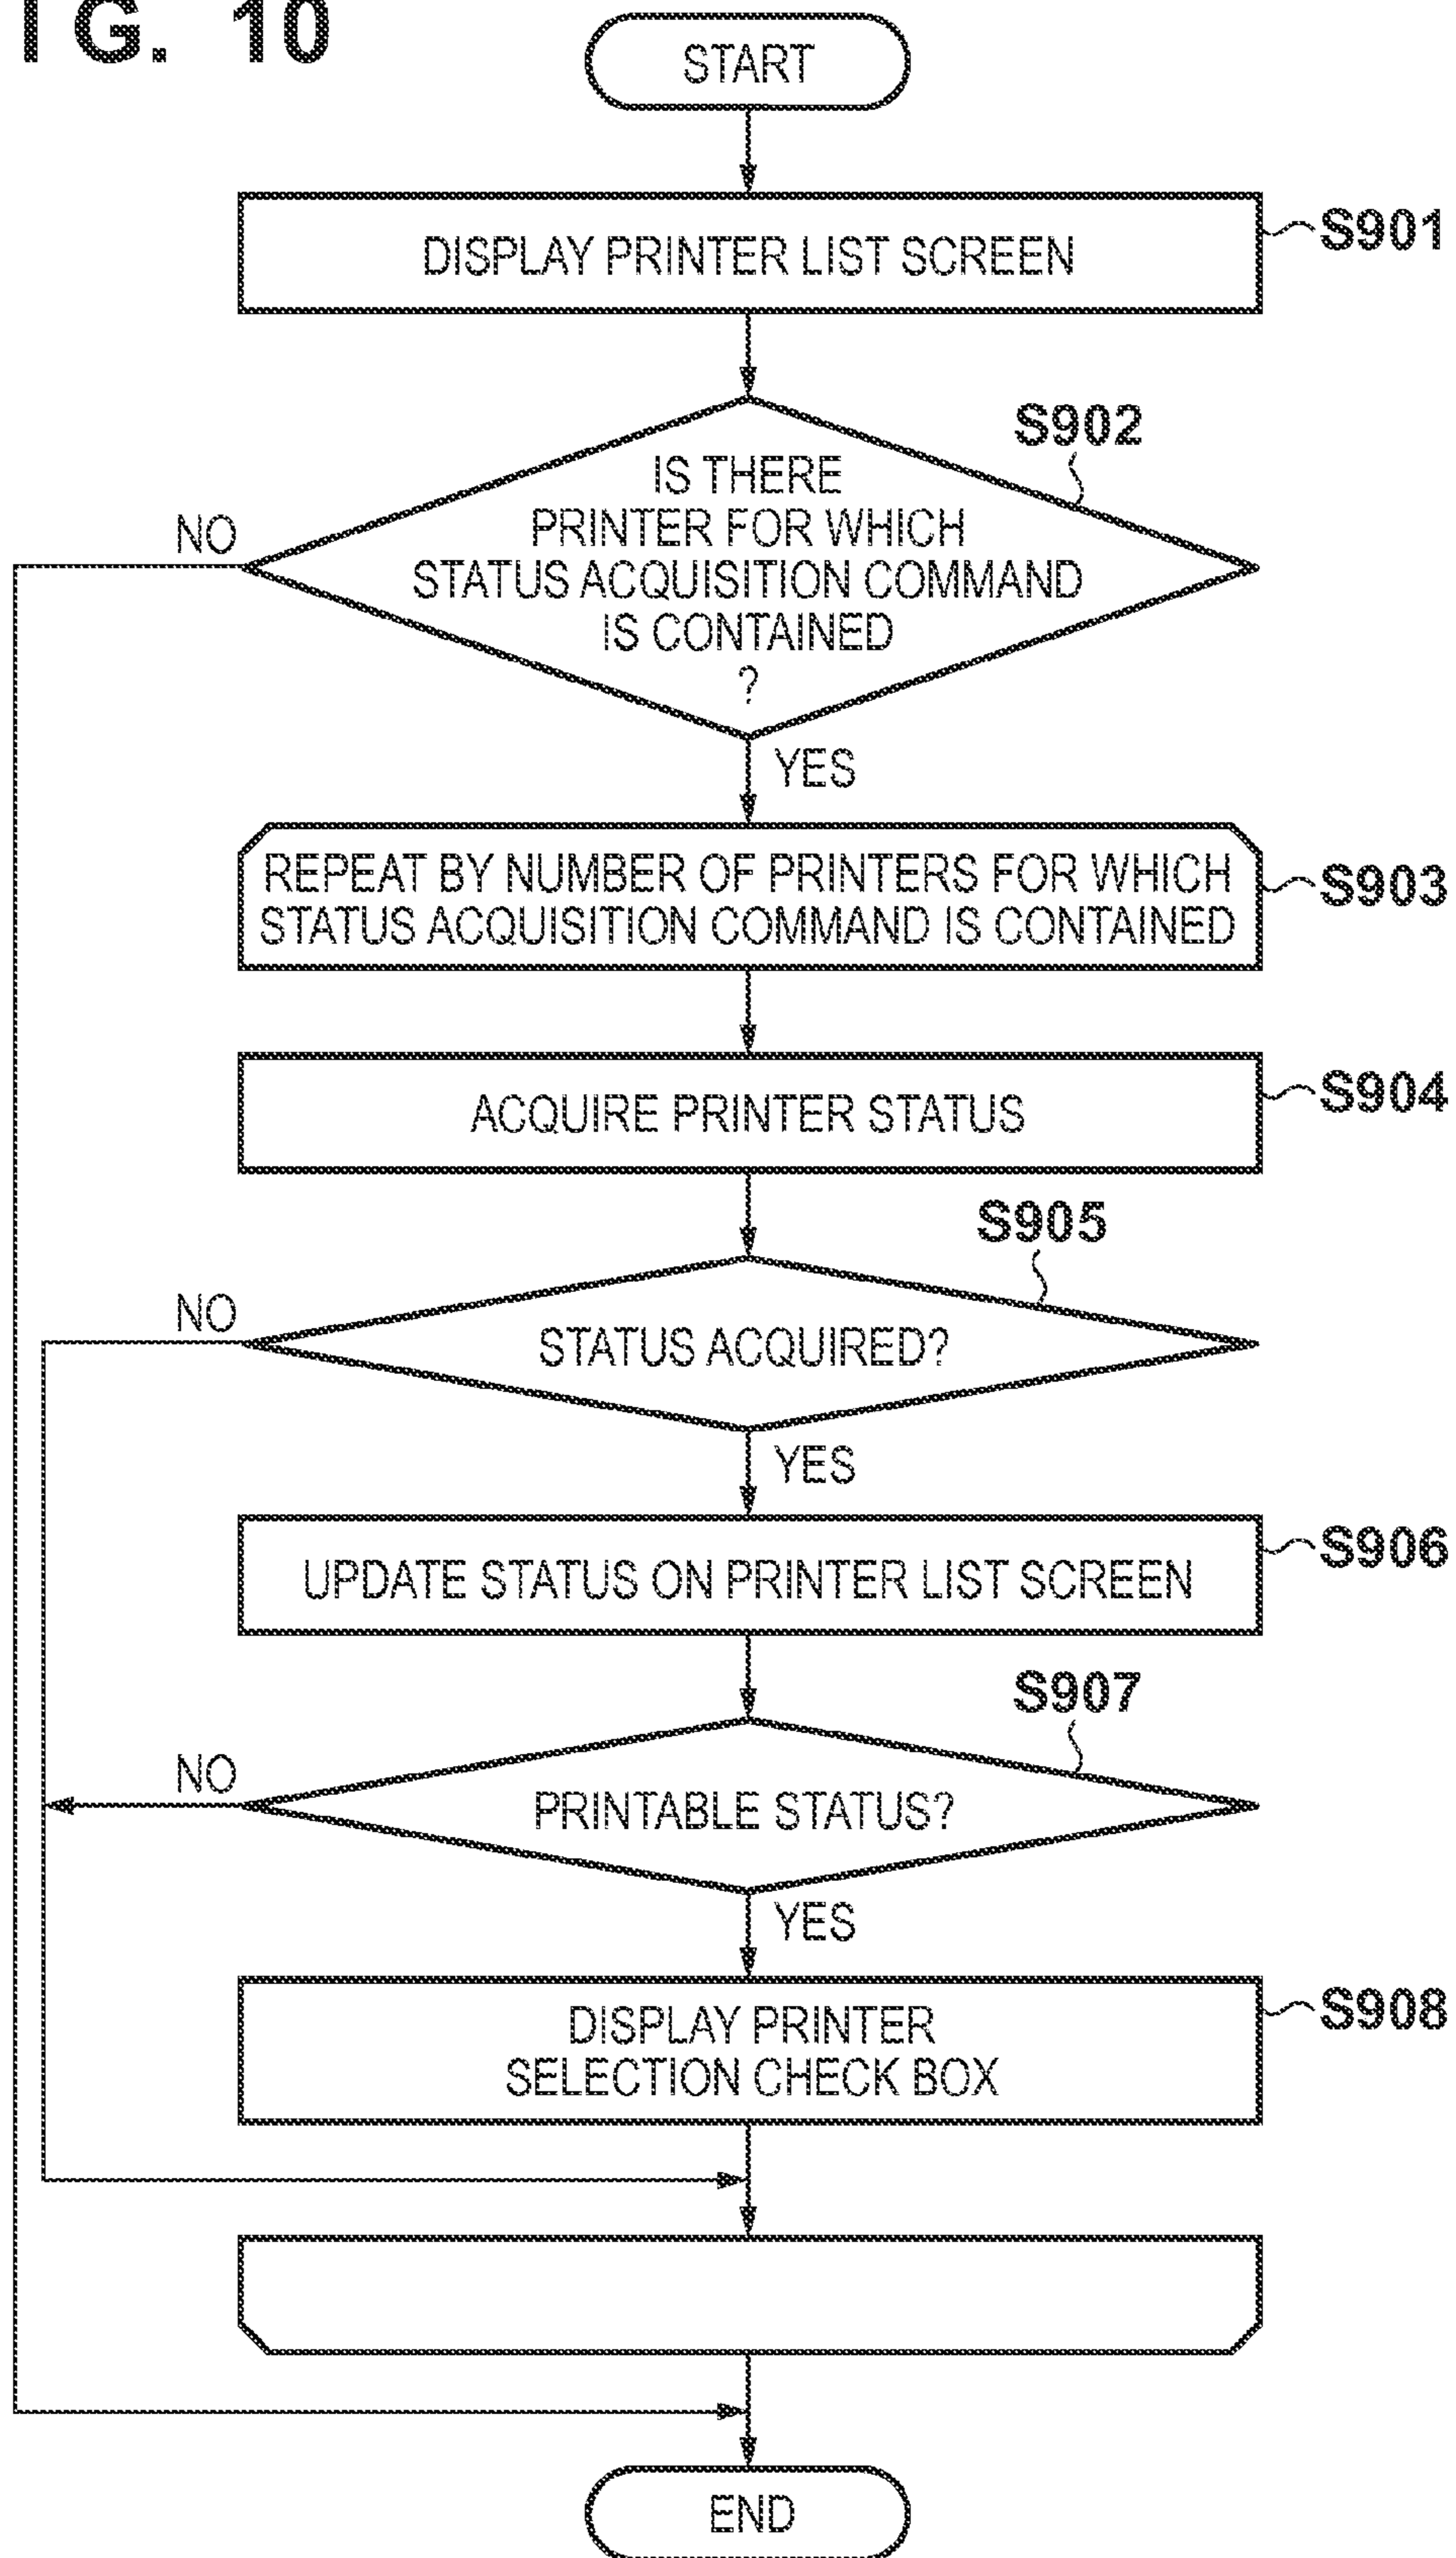 IG. 10
START
DISPLAY PRINTER LIST SCREEN
S901
S902
IS THERE
PRINTER FOR WHICH
STATUS ACQUISITION COMMAND
IS CONTAINED
?
NO
YES
REPEAT BY NUMBER OF PRINTERS FOR WHICH
STATUS ACQUISITION COMMAND IS CONTAINED
S903
ACQUIRE PRINTER STATUS
S904
S905
NO
STATUS ACQUIRED?
YES
UPDATE STATUS ON PRINTER LIST SCREEN
S906
S907
NO
PRINTABLE STATUS?
YES
DISPLAY PRINTER
SELECTION CHECK BOX
S908
END